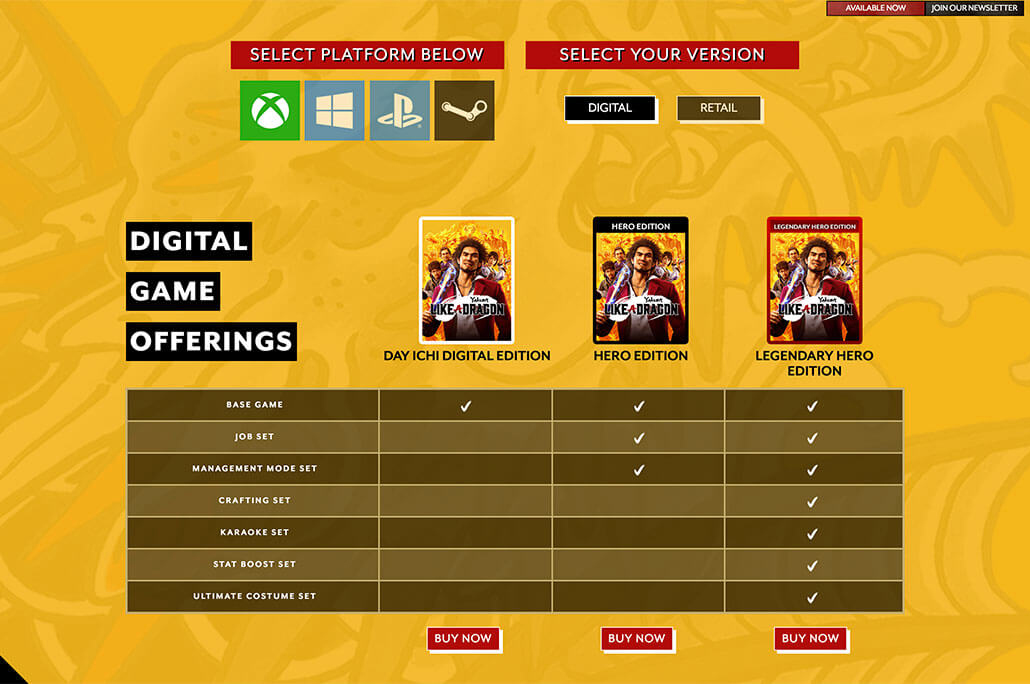 AVAILABLE NOW
JOIN OUR NEWSLETTER
SELECT PLATFORM BELOW
SELECT YOUR VERSION
DIGITAL
RETAIL
DIGITAL
GAME
OFFERINGS
Yakuza
LIKE A DRAGON
DAY ICHI DIGITAL EDITION
HERO EDITION
Yakuza
LIKE A DRAGON
HERO EDITION
LEGENDARY HERO EDITION
Yakuza
LIKE A DRAGON
LEGENDARY HERO
EDITION
BASE GAME ✓ ✓ ✓
JOB SET ✓ ✓
MANAGEMENT MODE SET ✓ ✓
CRAFTING SET ✓
KARAOKE SET ✓
STAT BOOST SET ✓
ULTIMATE COSTUME SET ✓
BUY NOW
BUY NOW
BUY NOW